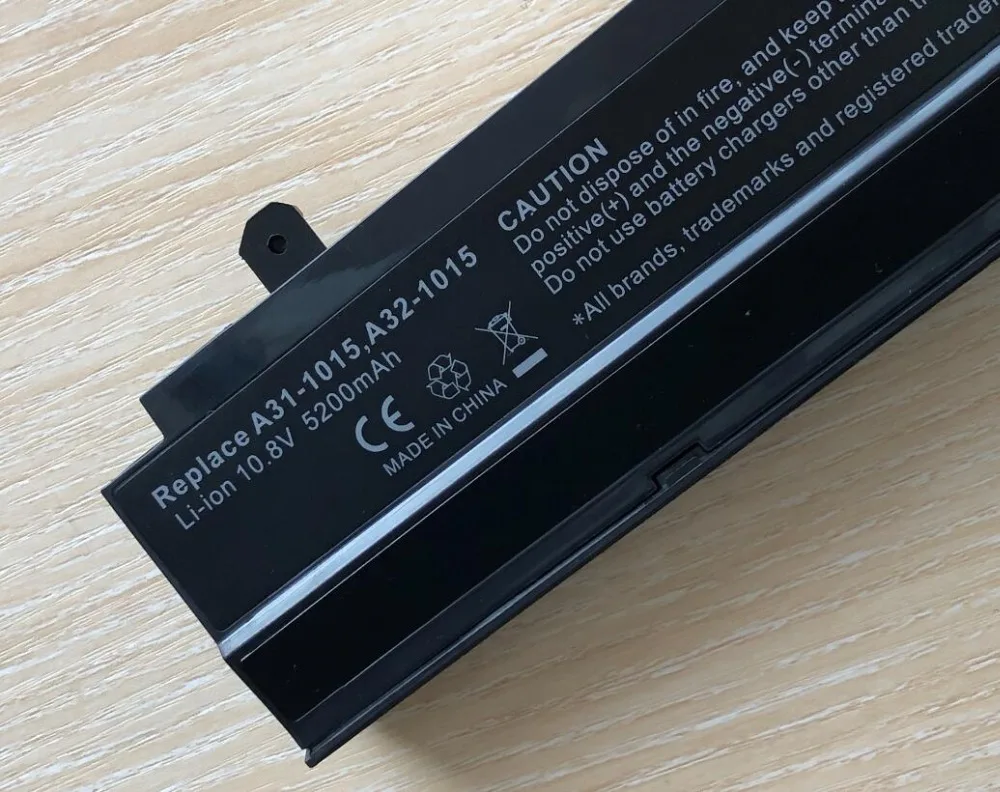 Replace A31-1015,A32-1015
Li-ion 10.8V 5200mAh
CE
MADE IN CHINA
CAUTION
Do not dispose of in fire, and keep
positive(+) and the negative(-)
Do not use battery chargers other than
*All brands, trademarks and registered